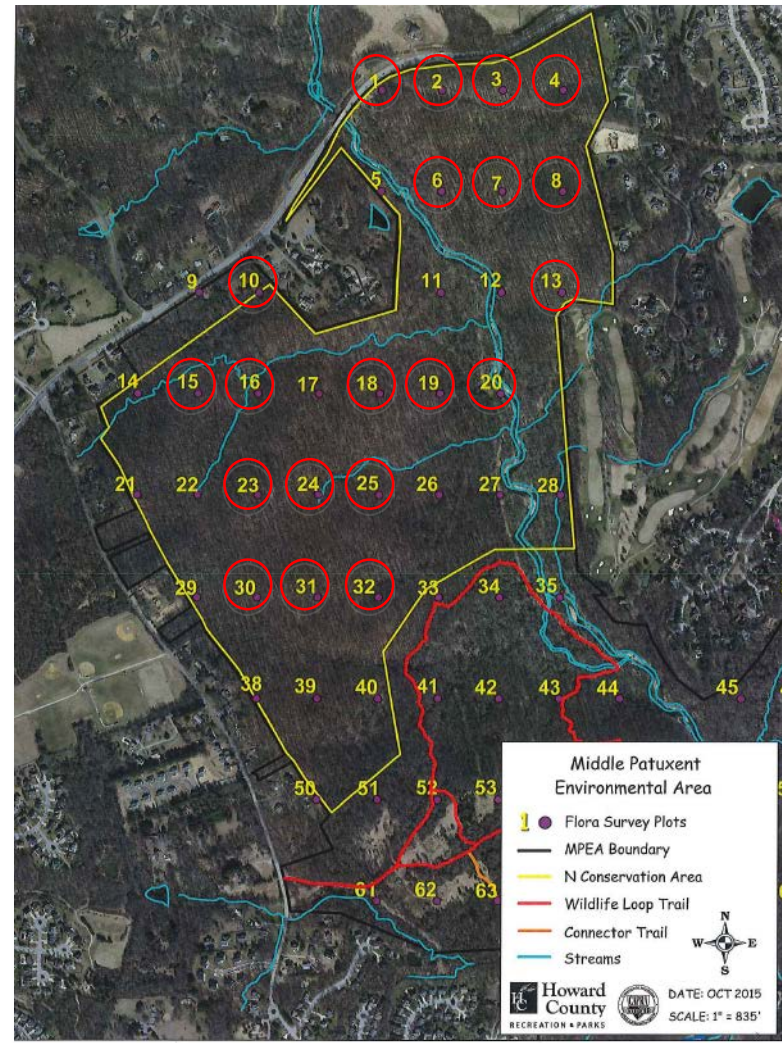 1 2 3 4
5 6 7 8
9 10 11 12 13
14 15 16 17 18 19 20
21 22 23 24 25 26 27 28
29 30 31 32 33 34 35
38 39 40 41 42 43 44 45
50 51 52 53
61 62 63
Middle Patuxent
Environmental Area
1 Flora Survey Plots
MPEA Boundary
N Conservation Area
Wildlife Loop Trail
Connector Trail
Streams
N
W E
S
Howard
County
RECREATION & PARKS
DATE: OCT 2015
SCALE: 1" = 835'